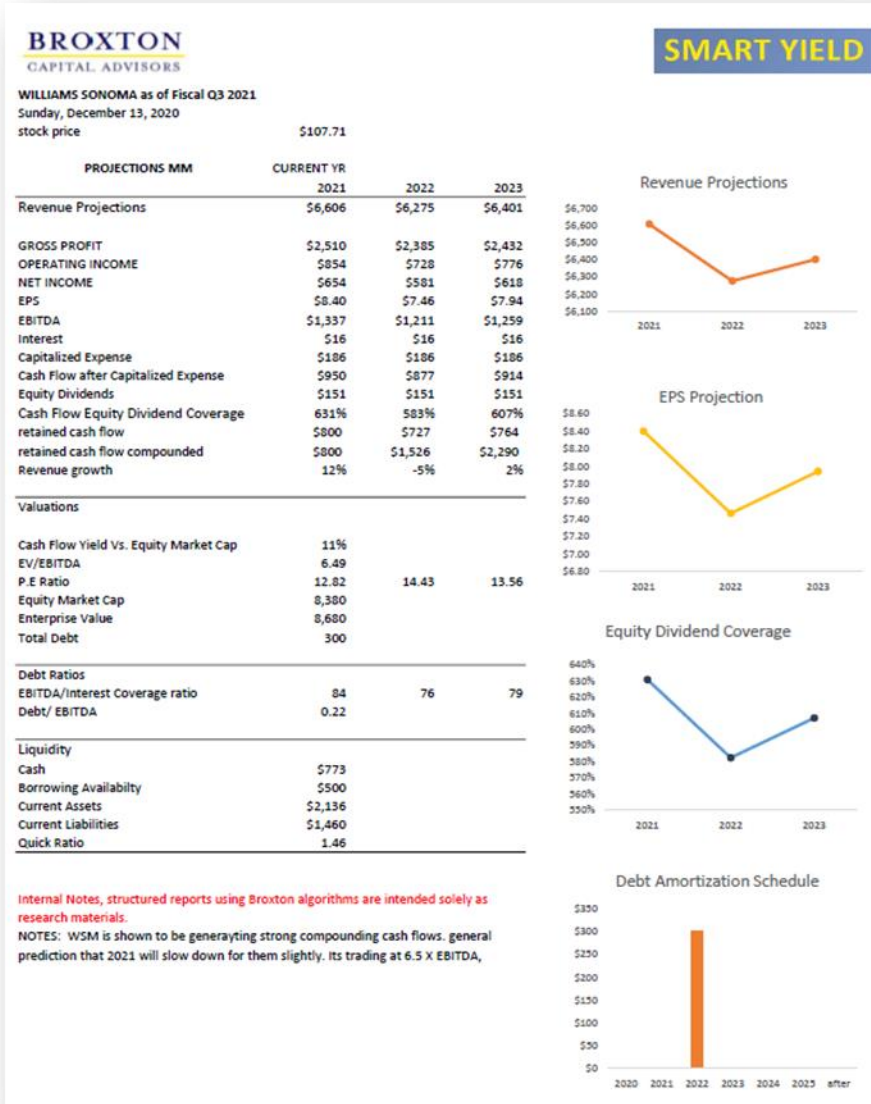 BROXTON
CAPITAL ADVISORS
SMART YIELD
WILLIAMS SONOMA as of Fiscal Q3 2021
Sunday, December 13, 2020
stock price $107.71
PROJECTIONS MM CURRENT YR
2021 2022 2023
Revenue Projections $6,606 $6,275 $6,401
GROSS PROFIT $2,510 $2,385 $2,432
OPERATING INCOME $854 $728 $776
NET INCOME $654 $581 $618
EPS $8.40 $7.46 $7.94
EBITDA $1,337 $1,211 $1,259
Interest $16 $16 $16
Capitalized Expense $186 $186 $186
Cash Flow after Capitalized Expense $950 $877 $914
Equity Dividends $151 $151 $151
Cash Flow Equity Dividend Coverage 631% 583% 607%
retained cash flow $800 $727 $764
retained cash flow compounded $800 $1,526 $2,290
Revenue growth 12% -5% 2%
Valuations
Cash Flow Yield Vs. Equity Market Cap 11%
EV/EBITDA 6.49
P.E Ratio 12.82 14.43 13.56
Equity Market Cap 8,380
Enterprise Value 8,680
Total Debt 300
Debt Ratios
EBITDA/Interest Coverage ratio 84 76 79
Debt/ EBITDA 0.22
Liquidity
Cash $773
Borrowing Availabilty $500
Current Assets $2,136
Current Liabilities $1,460
Quick Ratio 1.46
Internal Notes, structured reports using Broxton algorithms are intended solely as
research materials.
NOTES: WSM is shown to be generayting strong compounding cash flows. general
prediction that 2021 will slow down for them slightly. Its trading at 6.5 X EBITDA,
Revenue Projections
$6,700
$6,600
$6,500
$6,400
$6,300
$6,200
$6,100
2021 2022 2023
EPS Projection
$8.60
$8.40
$8.20
$8.00
$7.80
$7.60
$7.40
$7.20
$7.00
$6.80
2021 2022 2023
Equity Dividend Coverage
640%
630%
620%
610%
600%
590%
580%
570%
560%
550%
2021 2022 2023
Debt Amortization Schedule
$350
$300
$250
$200
$150
$100
$50
$0
2020 2021 2022 2023 2024 2025 after